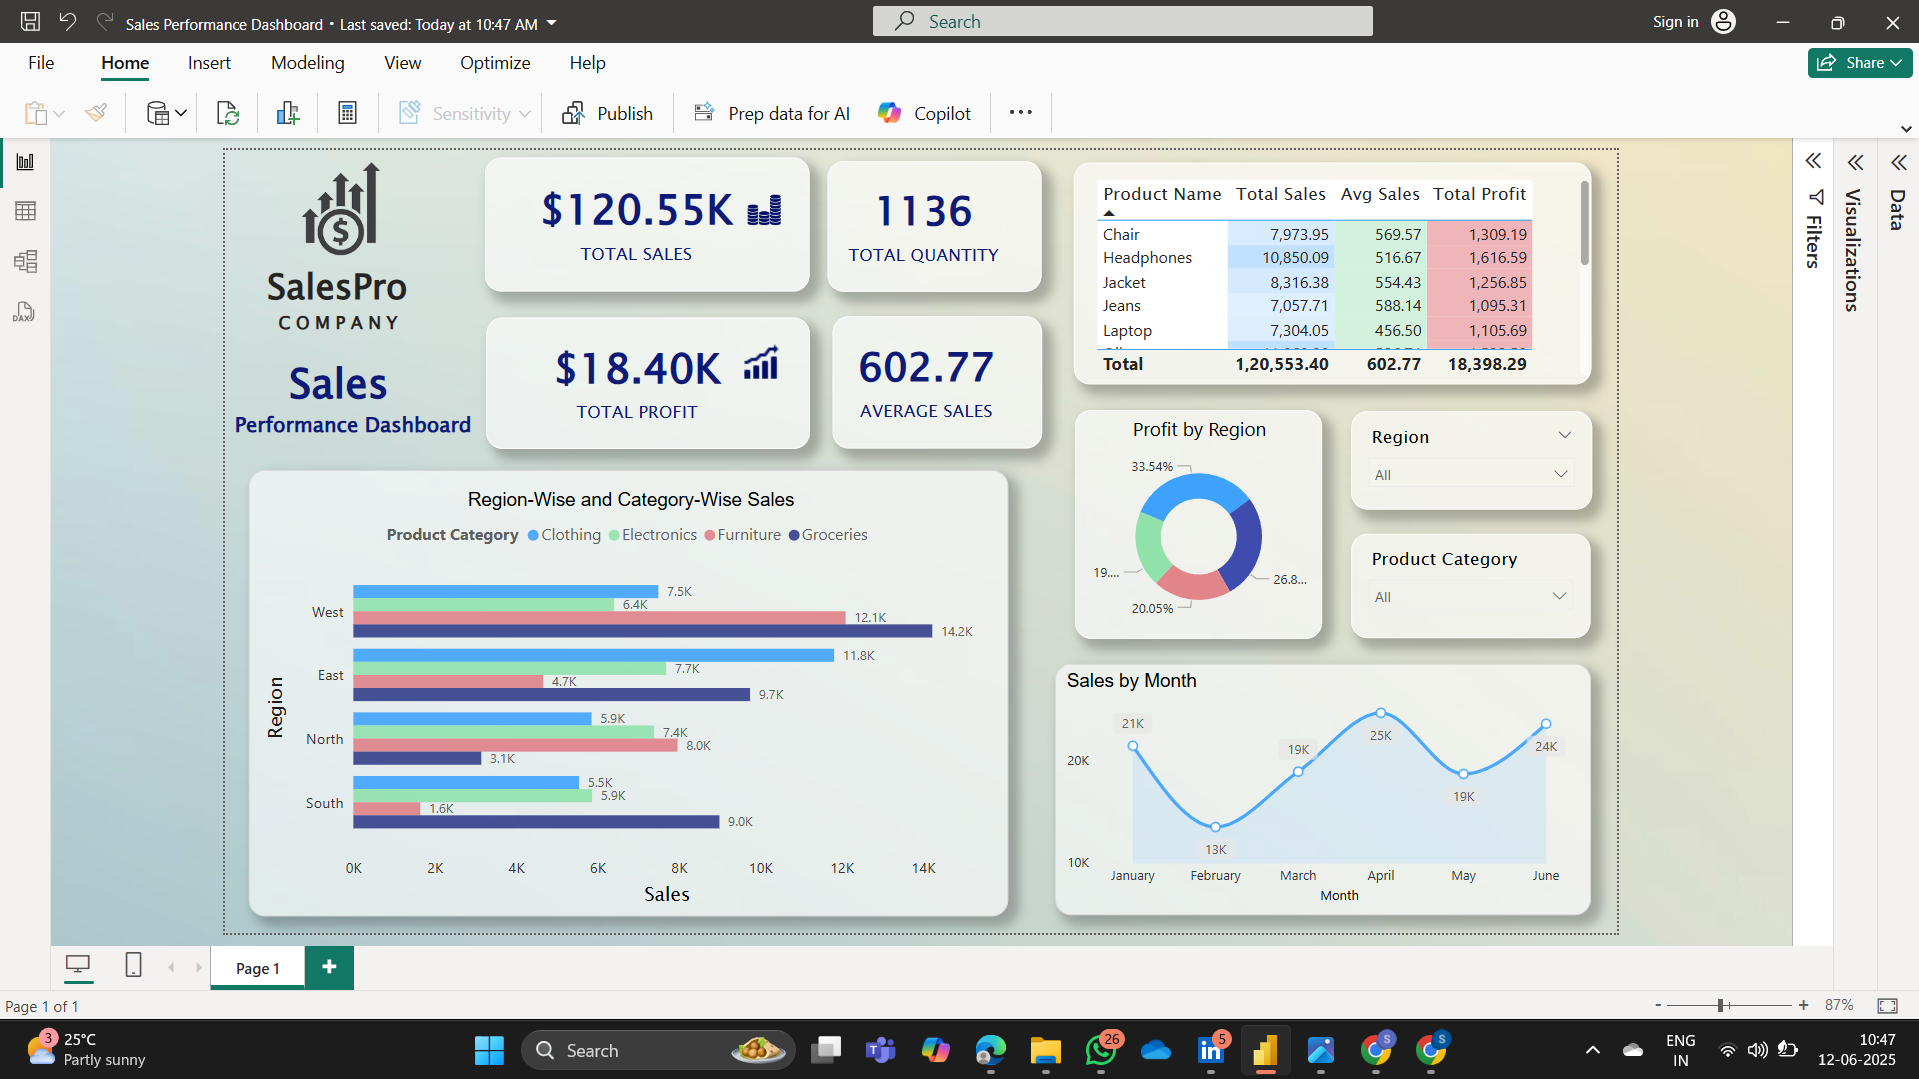 Sales Performance Dashboard • Last saved: Today at 10:47 AM
Search
Sign in
File Home Insert Modeling View Optimize Help
Share
Sensitivity Publish Prep data for AI Copilot
DAX
$
SalesPro
COMPANY
Sales
Performance Dashboard
$120.55K
TOTAL SALES
1136
TOTAL QUANTITY
$18.40K
TOTAL PROFIT
602.77
AVERAGE SALES
Product Name Total Sales Avg Sales Total Profit
Chair 7,973.95 569.57 1,309.19
Headphones 10,850.09 516.67 1,616.59
Jacket 8,316.38 554.43 1,256.85
Jeans 7,057.71 588.14 1,095.31
Laptop 7,304.05 456.50 1,105.69
Total 1,20,553.40 602.77 18,398.29
Filters
Visualizations
Data
Profit by Region
33.54%
19....
26.8...
20.05%
Region
All
Product Category
All
Region-Wise and Category-Wise Sales
Product Category Clothing Electronics Furniture Groceries
Region
West
7.5K
6.4K
12.1K
14.2K
East
11.8K
7.7K
4.7K
9.7K
North
5.9K
7.4K
8.0K
3.1K
South
5.5K
5.9K
1.6K
9.0K
0K 2K 4K 6K 8K 10K 12K 14K
Sales
Sales by Month
20K
10K
21K
13K
19K
25K
19K
24K
January February March April May June
Month
Page 1
Page 1 of 1
- + 87%
3
25°C
Partly sunny
Search
T
26
in
5
S
S
ENG
IN
10:47
12-06-2025